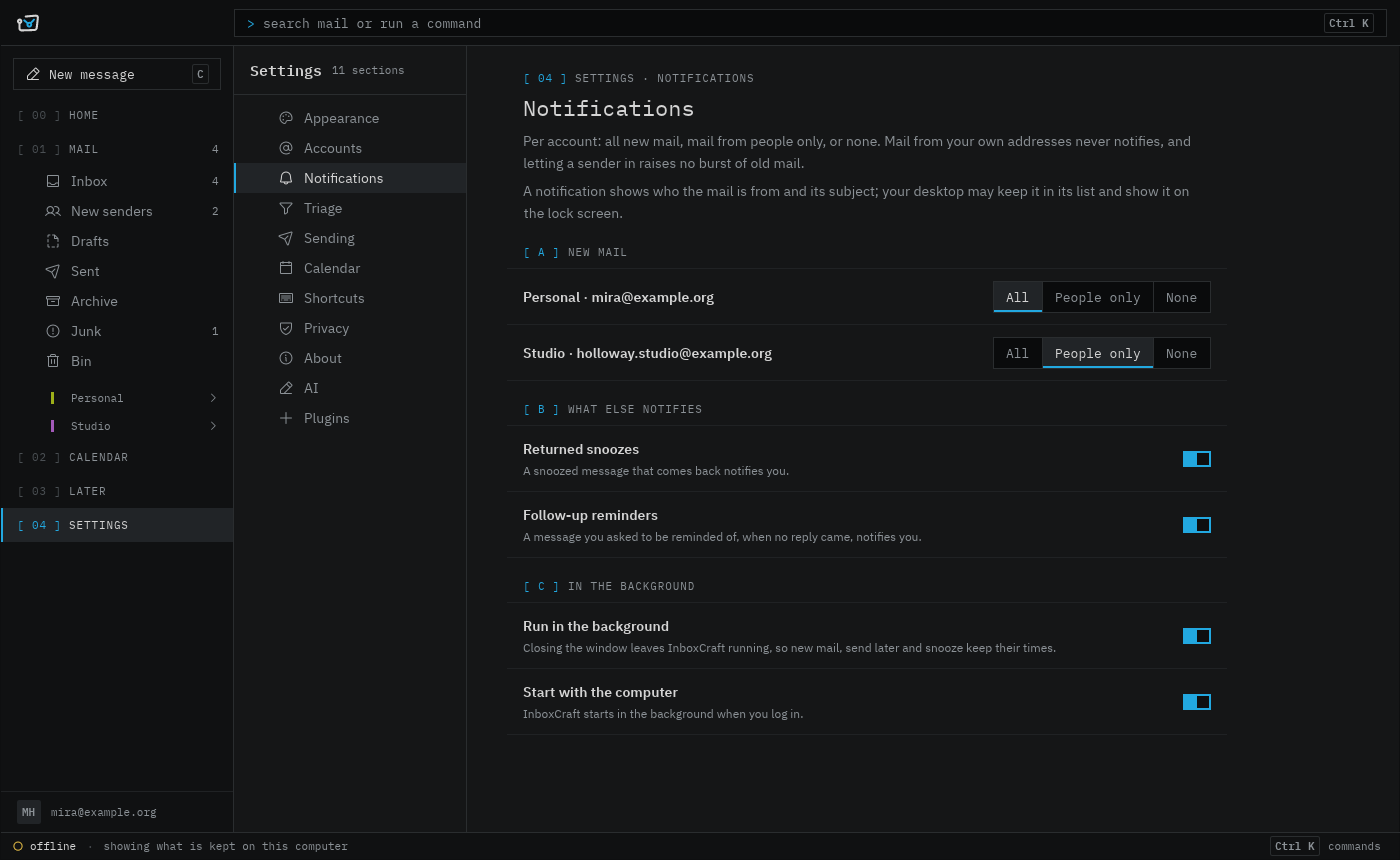 > search mail or run a command Ctrl K
New message C
[ 00 ] HOME
[ 01 ] MAIL 4
Inbox 4
New senders 2
Drafts
Sent
Archive
Junk 1
Bin
Personal
Studio
[ 02 ] CALENDAR
[ 03 ] LATER
[ 04 ] SETTINGS
MH mira@example.org
Settings 11 sections
Appearance
Accounts
Notifications
Triage
Sending
Calendar
Shortcuts
Privacy
About
AI
Plugins
[ 04 ] SETTINGS · NOTIFICATIONS
Notifications
Per account: all new mail, mail from people only, or none. Mail from your own addresses never notifies, and
letting a sender in raises no burst of old mail.
A notification shows who the mail is from and its subject; your desktop may keep it in its list and show it on
the lock screen.
[ A ] NEW MAIL
Personal · mira@example.org All People only None
Studio · holloway.studio@example.org All People only None
[ B ] WHAT ELSE NOTIFIES
Returned snoozes
A snoozed message that comes back notifies you.
Follow-up reminders
A message you asked to be reminded of, when no reply came, notifies you.
[ C ] IN THE BACKGROUND
Run in the background
Closing the window leaves InboxCraft running, so new mail, send later and snooze keep their times.
Start with the computer
InboxCraft starts in the background when you log in.
offline · showing what is kept on this computer Ctrl K commands